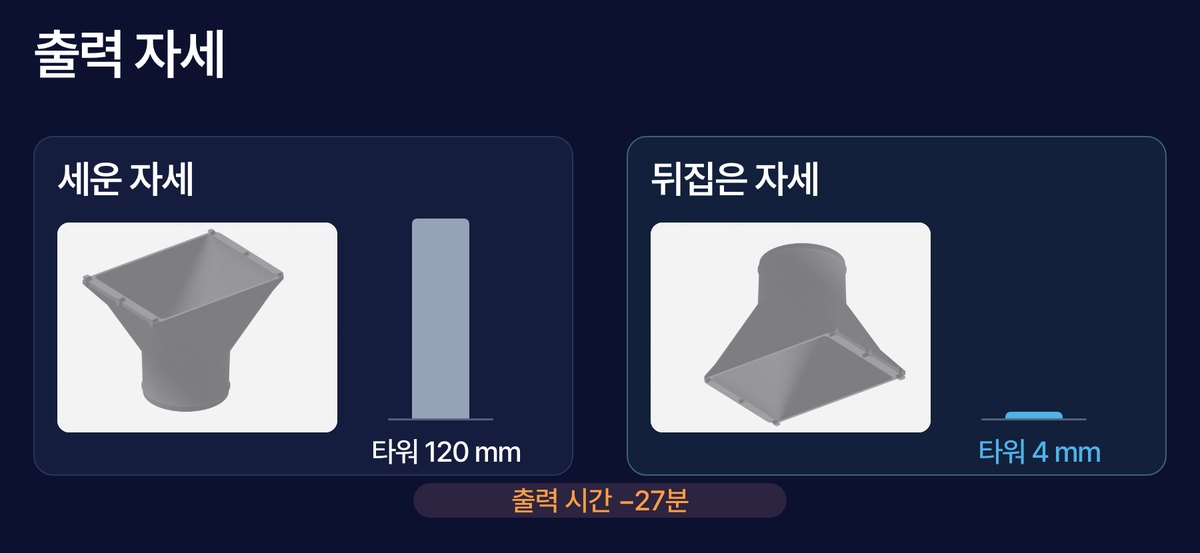 출력 자세
세운 자세
타워 120 mm
뒤집은 자세
타워 4 mm
출력 시간 −27분